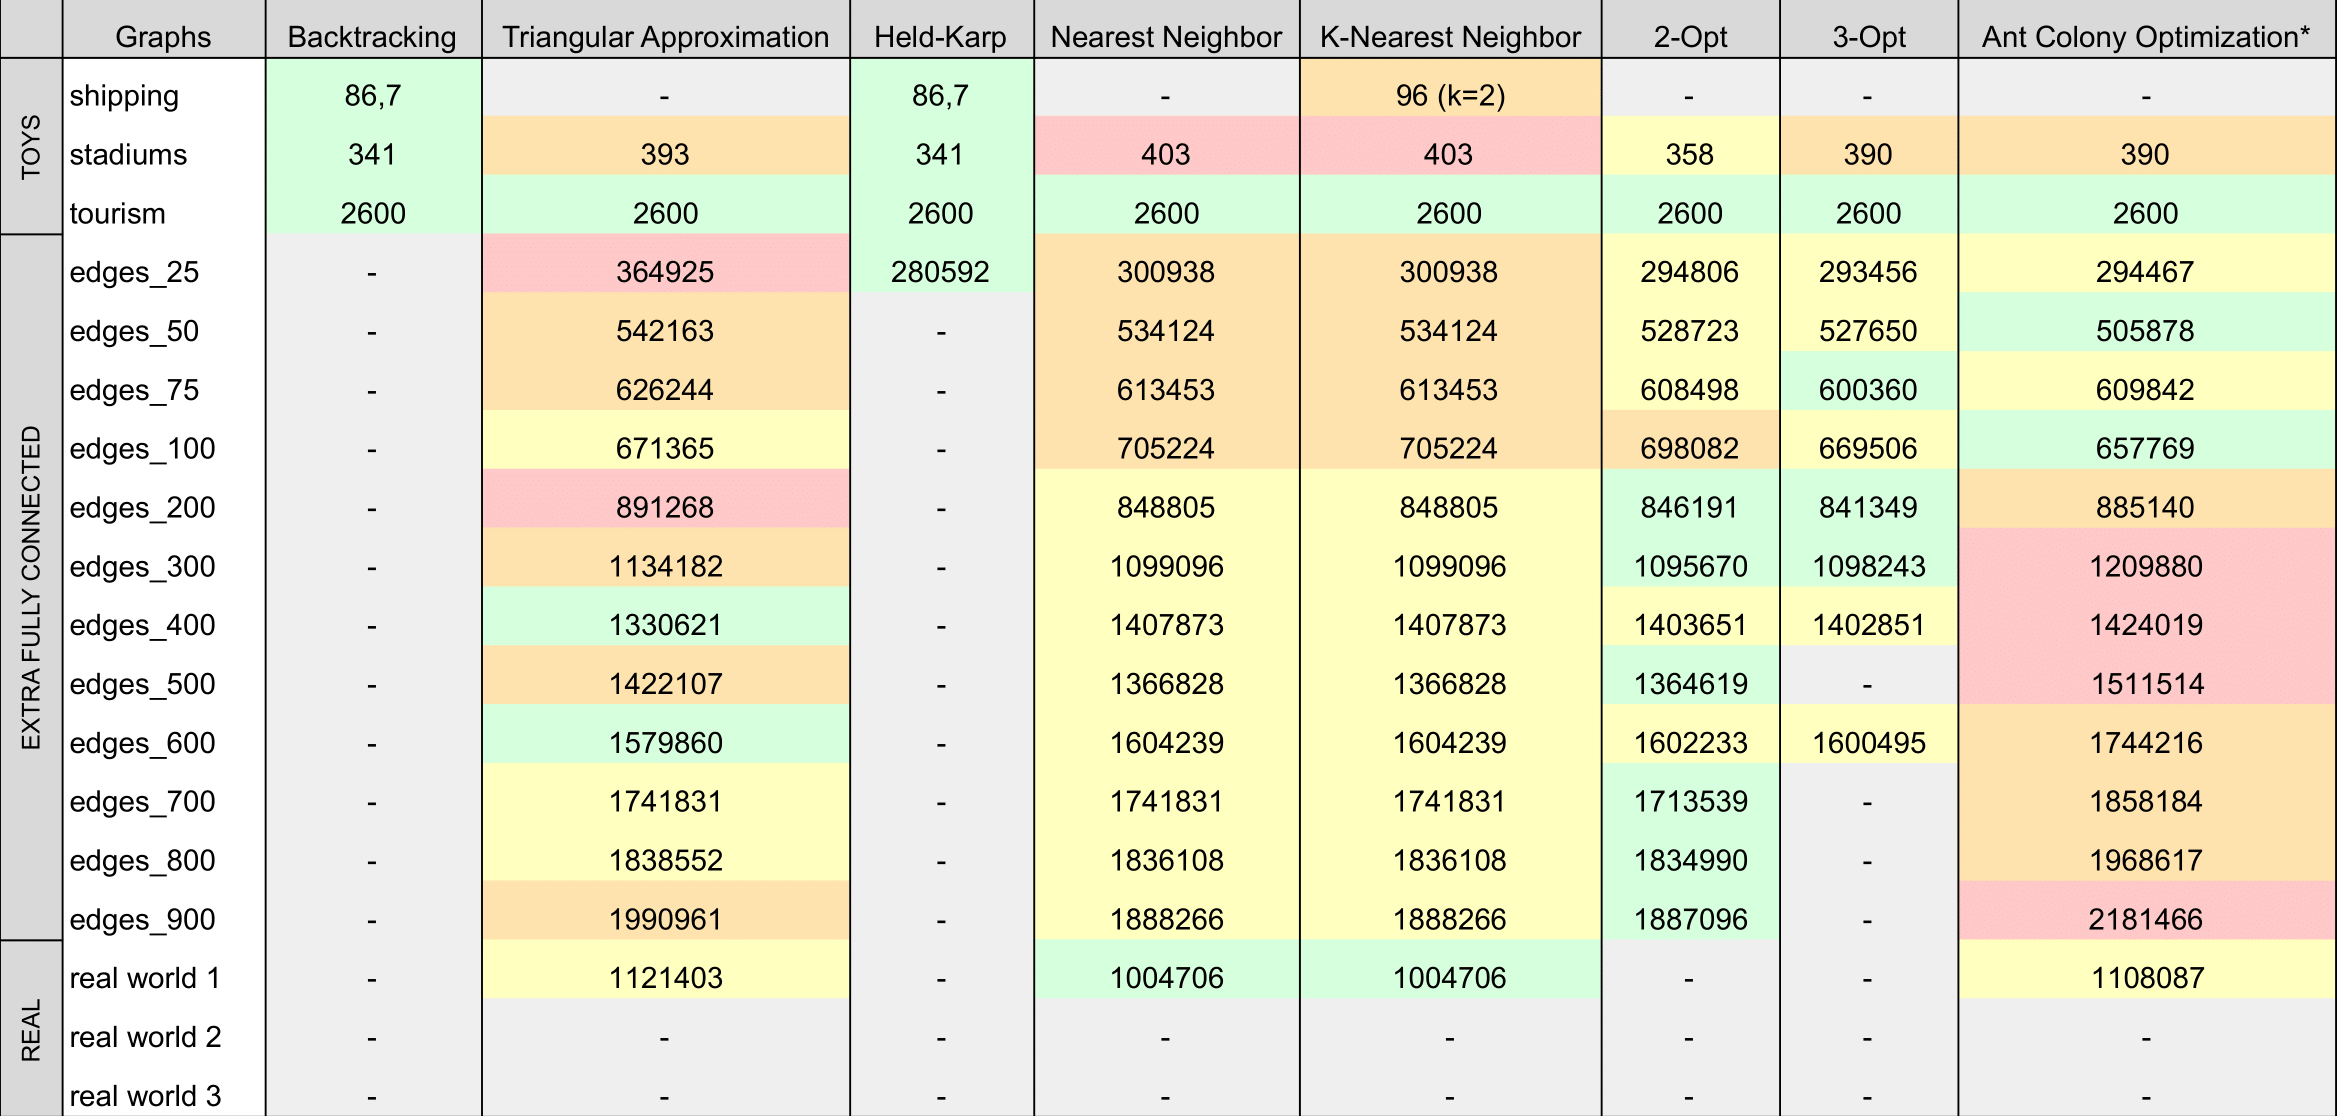 Graphs Backtracking Triangular Approximation Held-Karp Nearest Neighbor K-Nearest Neighbor 2-Opt 3-Opt Ant Colony Optimization*
TOYS
shipping 86,7 - 86,7 - 96 (k=2) - - -
stadiums 341 393 341 403 403 358 390 390
tourism 2600 2600 2600 2600 2600 2600 2600 2600
EXTRA FULLY CONNECTED
edges_25 - 364925 280592 300938 300938 294806 293456 294467
edges_50 - 542163 - 534124 534124 528723 527650 505878
edges_75 - 626244 - 613453 613453 608498 600360 609842
edges_100 - 671365 - 705224 705224 698082 669506 657769
edges_200 - 891268 - 848805 848805 846191 841349 885140
edges_300 - 1134182 - 1099096 1099096 1095670 1098243 1209880
edges_400 - 1330621 - 1407873 1407873 1403651 1402851 1424019
edges_500 - 1422107 - 1366828 1366828 1364619 - 1511514
edges_600 - 1579860 - 1604239 1604239 1602233 1600495 1744216
edges_700 - 1741831 - 1741831 1741831 1713539 - 1858184
edges_800 - 1838552 - 1836108 1836108 1834990 - 1968617
edges_900 - 1990961 - 1888266 1888266 1887096 - 2181466
REAL
real world 1 - 1121403 - 1004706 1004706 - - 1108087
real world 2 - - - - - - - -
real world 3 - - - - - - - -